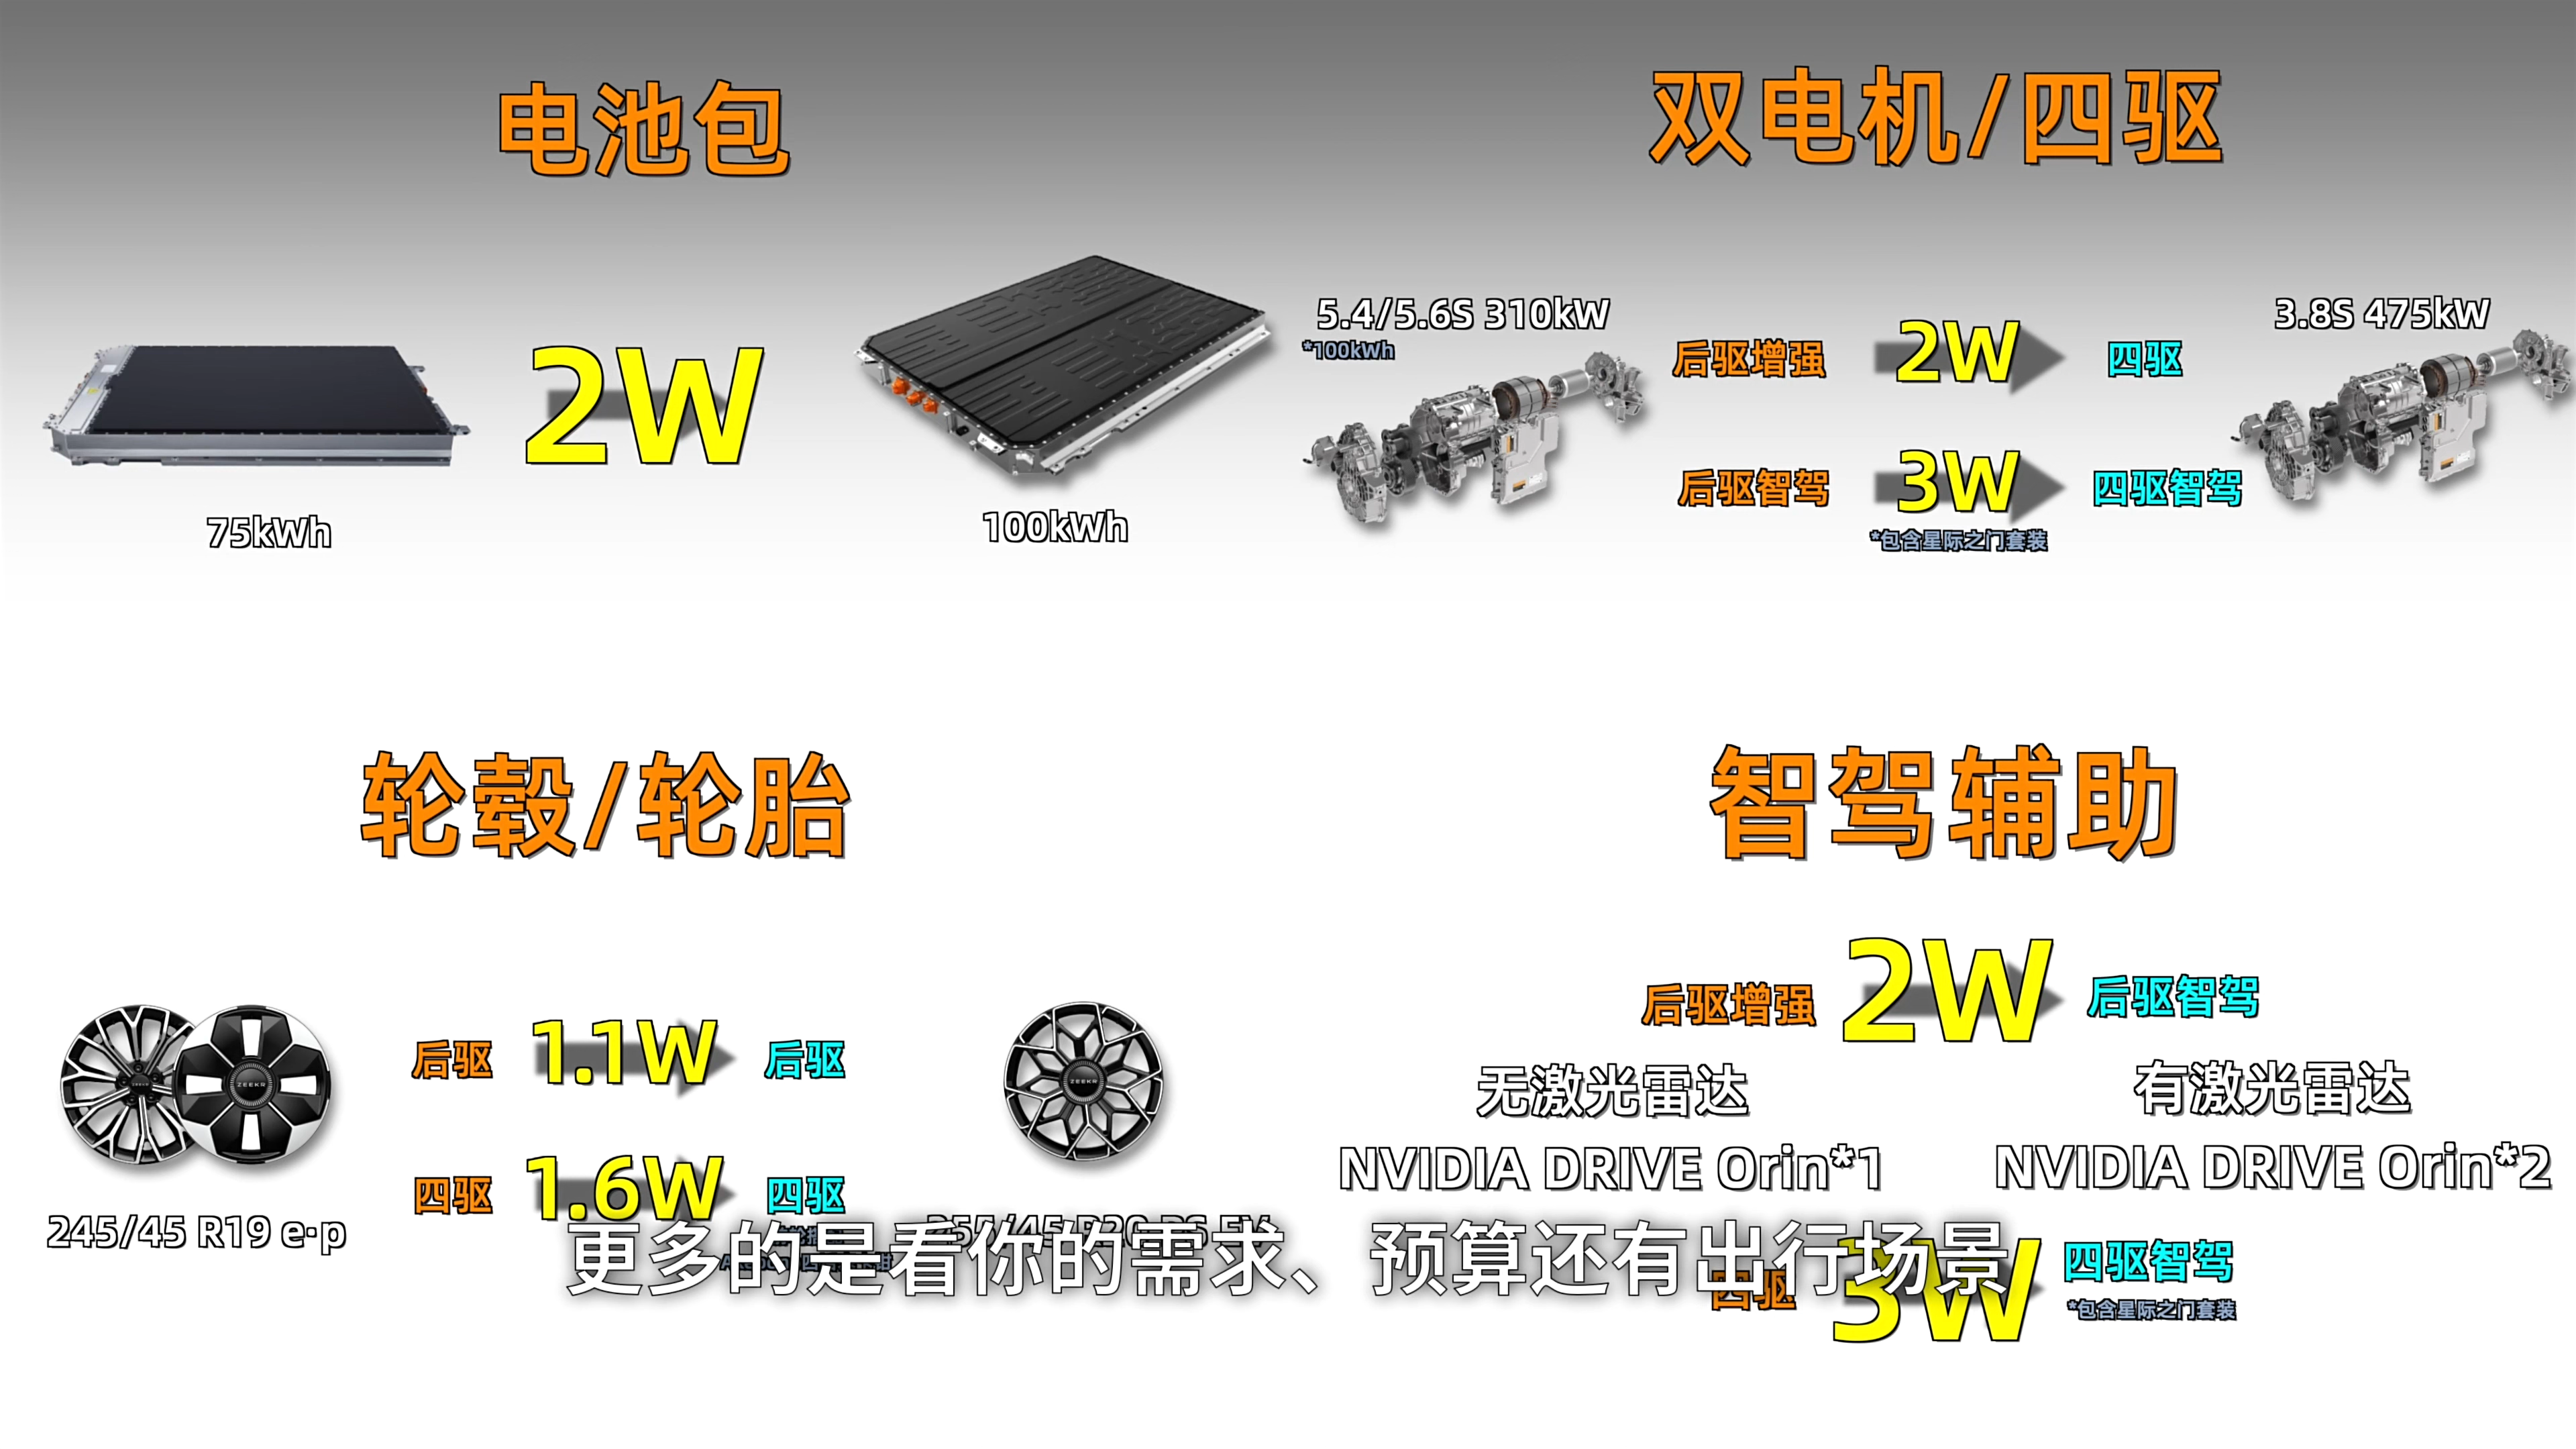 电池包
2W
75kWh
100kWh
双电机/四驱
5.4/5.6S 310kW
*100kWh
后驱增强
2W
四驱
3.8S 475kW
后驱智驾
3W
四驱智驾
*包含星际之门套装
轮毂/轮胎
ZEEKR
ZEEKR
后驱
1.1W
后驱
四驱
1.6W
四驱
245/45 R19 e·p
智驾辅助
后驱增强
2W
后驱智驾
无激光雷达
有激光雷达
NVIDIA DRIVE Orin*1
NVIDIA DRIVE Orin*2
四驱
3W
四驱智驾
*包含星际之门套装
更多的是看你的需求、预算还有出行场景